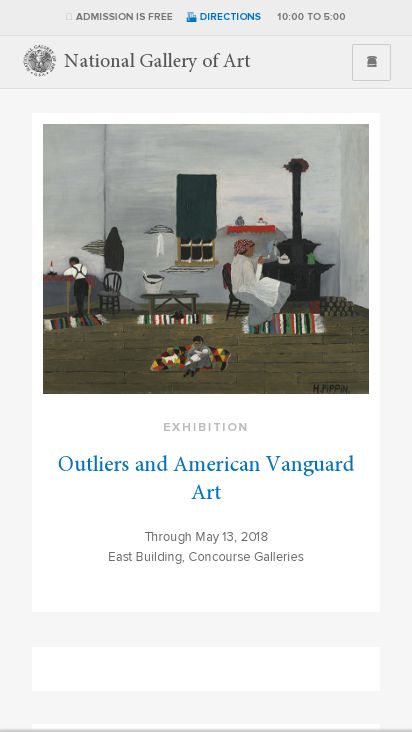 ADMISSION IS FREE DIRECTIONS 10:00 TO 5:00
National Gallery of Art
H.PIPPIN.
EXHIBITION
Outliers and American Vanguard
Art
Through May 13, 2018
East Building, Concourse Galleries